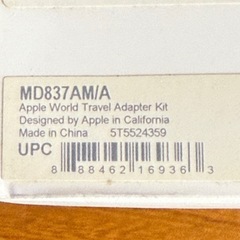 MD837AM/A
Apple World Travel Adapter Kit
Designed by Apple in California
Made in China 5T5524359
UPC
8 88462 16936 3